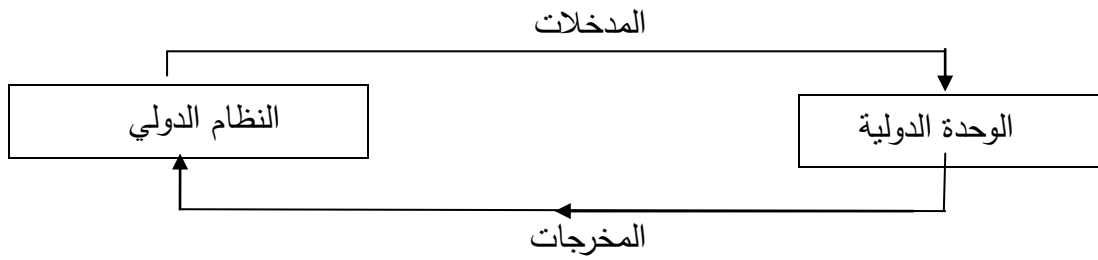 المدخلات
الوحدة الدولية
النظام الدولي
المخرجات